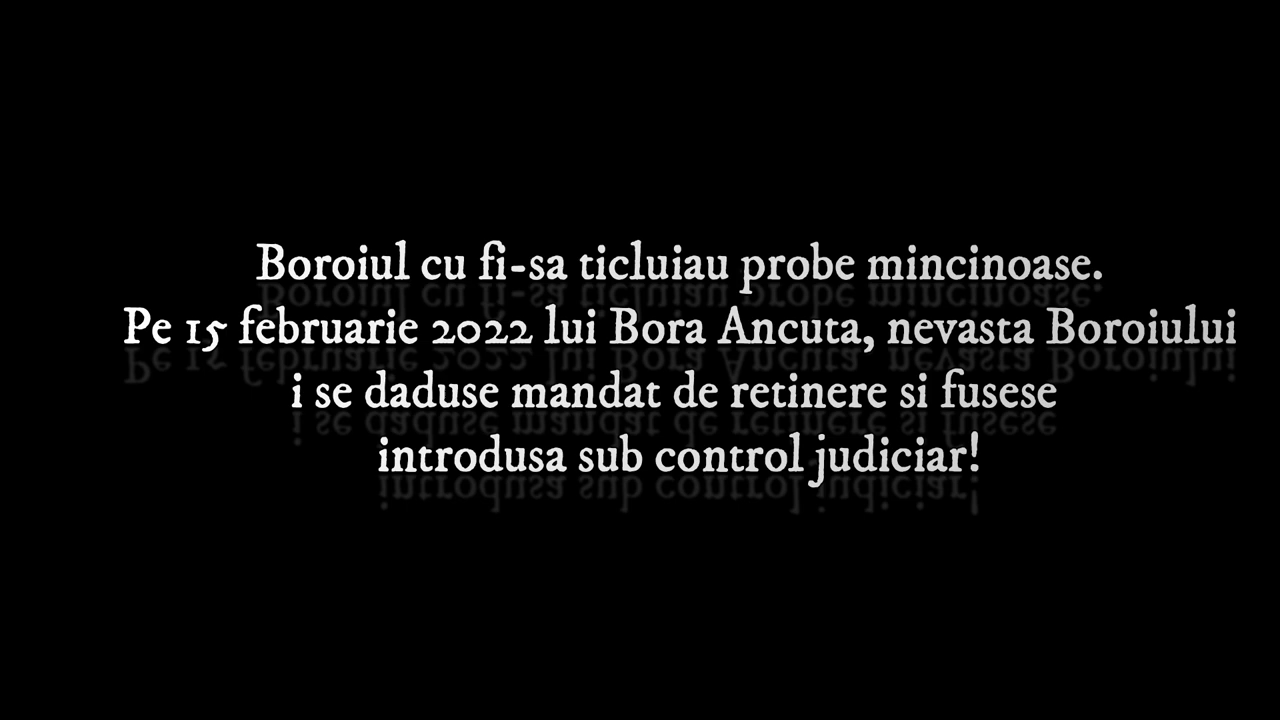 Boroiul cu fi-sa ticluiau probe mincinoase.
Pe 15 februarie 2022 lui Bora Ancuta, nevasta Boroiului
i se daduse mandat de retinere si fusese
introdusa sub control judiciar!